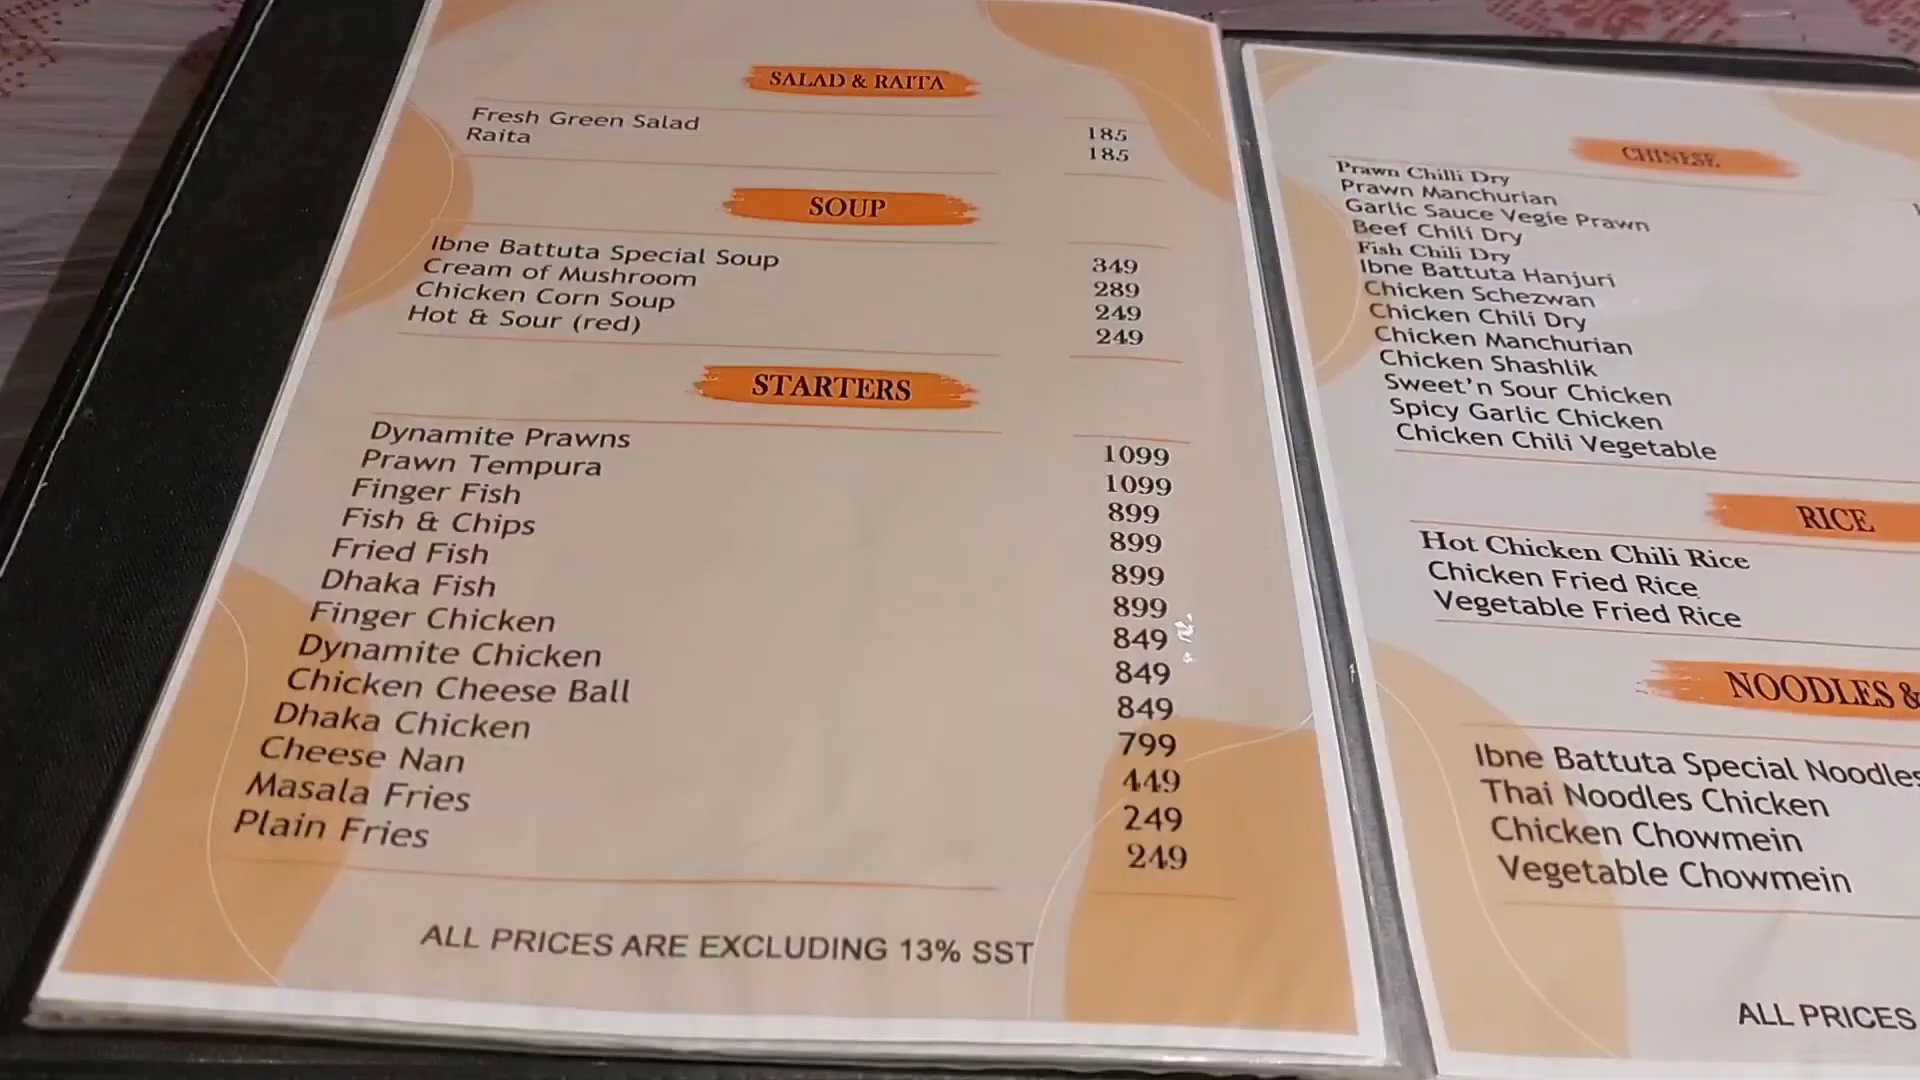 SALAD & RAITA
Fresh Green Salad 185
Raita 185
SOUP
Ibne Battuta Special Soup 349
Cream of Mushroom 289
Chicken Corn Soup 249
Hot & Sour (red) 249
STARTERS
Dynamite Prawns 1099
Prawn Tempura 1099
Finger Fish 899
Fish & Chips 899
Fried Fish 899
Dhaka Fish 899
Finger Chicken 849
Dynamite Chicken 849
Chicken Cheese Ball 849
Dhaka Chicken 799
Cheese Nan 449
Masala Fries 249
Plain Fries 249
ALL PRICES ARE EXCLUDING 13% SST
CHINESE
Prawn Chilli Dry
Prawn Manchurian
Garlic Sauce Vegie Prawn
Beef Chili Dry
Fish Chili Dry
Ibne Battuta Hanjuri
Chicken Schezwan
Chicken Chili Dry
Chicken Manchurian
Chicken Shashlik
Sweet'n Sour Chicken
Spicy Garlic Chicken
Chicken Chili Vegetable
RICE
Hot Chicken Chili Rice
Chicken Fried Rice
Vegetable Fried Rice
NOODLES &
Ibne Battuta Special Noodles
Thai Noodles Chicken
Chicken Chowmein
Vegetable Chowmein
ALL PRICES